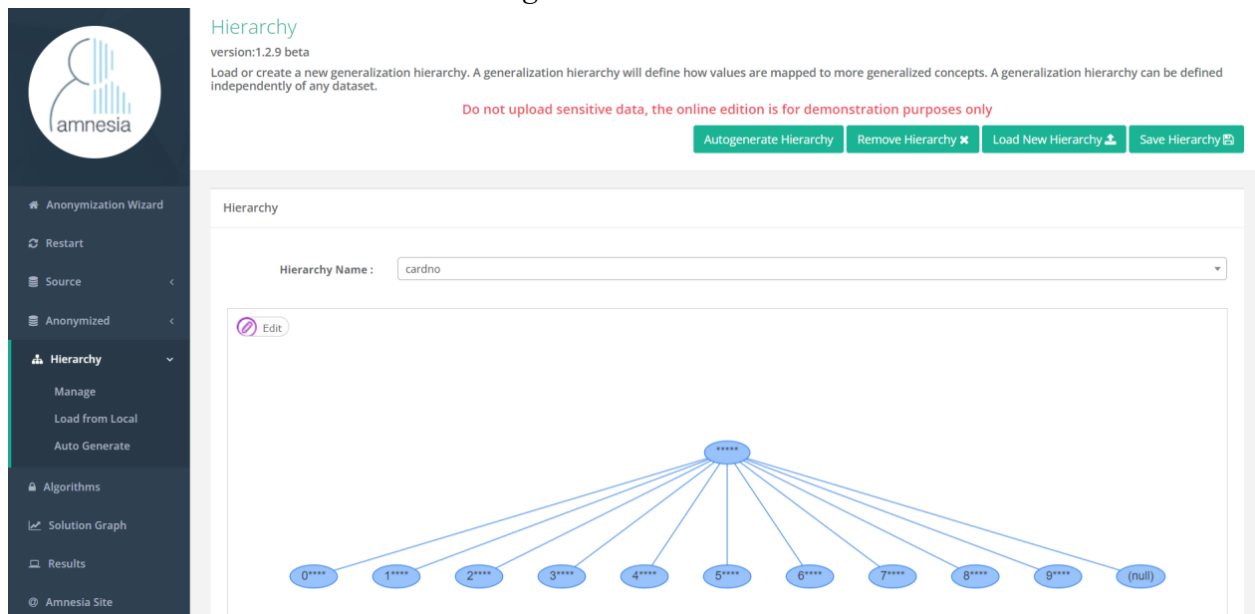 amnesia
Anonymization Wizard
Restart
Source
Anonymized
Hierarchy
Manage
Load from Local
Auto Generate
Algorithms
Solution Graph
Results
Amnesia Site
Hierarchy
version:1.2.9 beta
Load or create a new generalization hierarchy. A generalization hierarchy will define how values are mapped to more generalized concepts. A generalization hierarchy can be defined
independently of any dataset.
Do not upload sensitive data, the online edition is for demonstration purposes only
Autogenerate Hierarchy Remove Hierarchy Load New Hierarchy Save Hierarchy
Hierarchy
Hierarchy Name : cardno
Edit
*****
0**** 1**** 2**** 3**** 4**** 5**** 6**** 7**** 8**** 9**** (null)